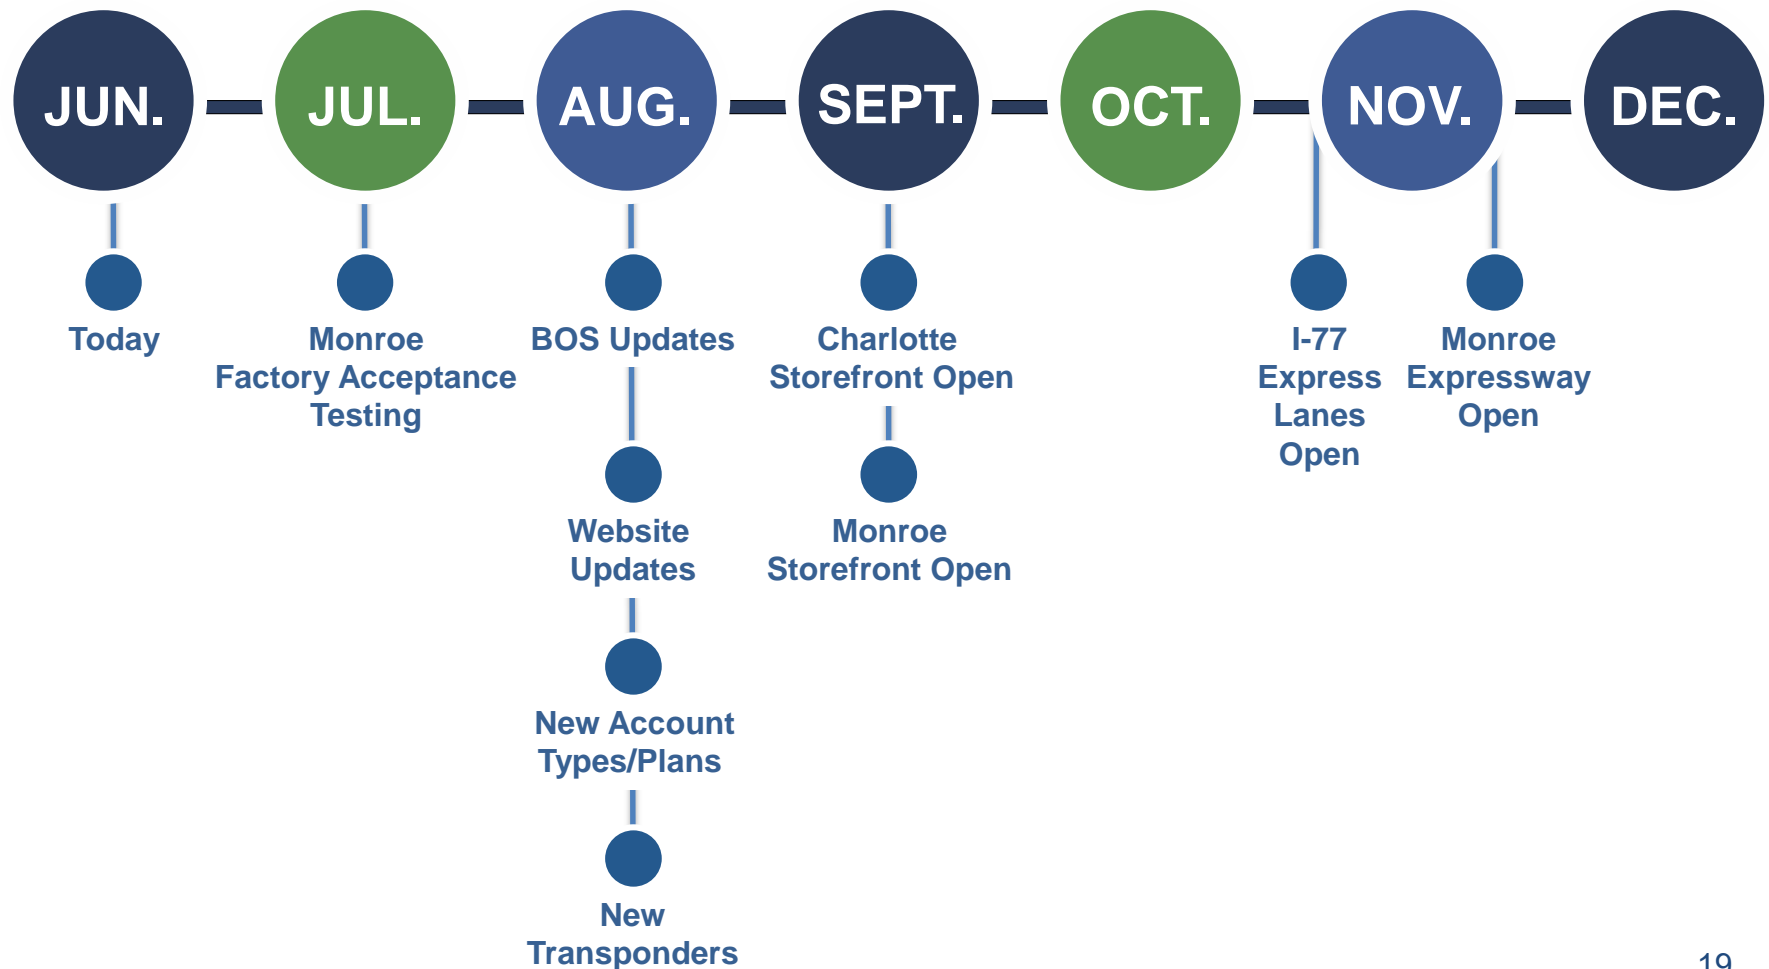 JUN.
JUL.
AUG.
SEPT.
OCT.
NOV.
DEC.
Today
Monroe
Factory Acceptance
Testing
BOS Updates
Website
Updates
New Account
Types/Plans
New
Transponders
Charlotte
Storefront Open
Monroe
Storefront Open
I-77
Express
Lanes
Open
Monroe
Expressway
Open
19